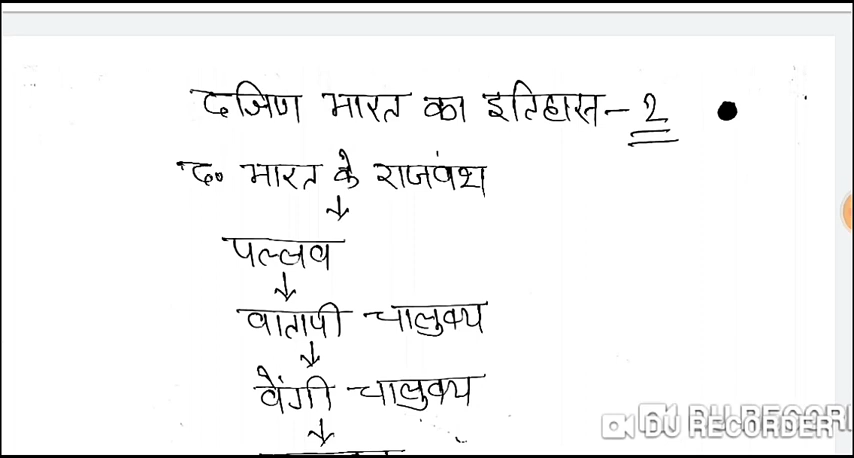 दक्षिण भारत का इतिहास - 2
द० भारत के राजवंश
↓
पल्लव
↓
वातापी चालुक्य
↓
वेंगी चालुक्य
↓
DU RECORDER